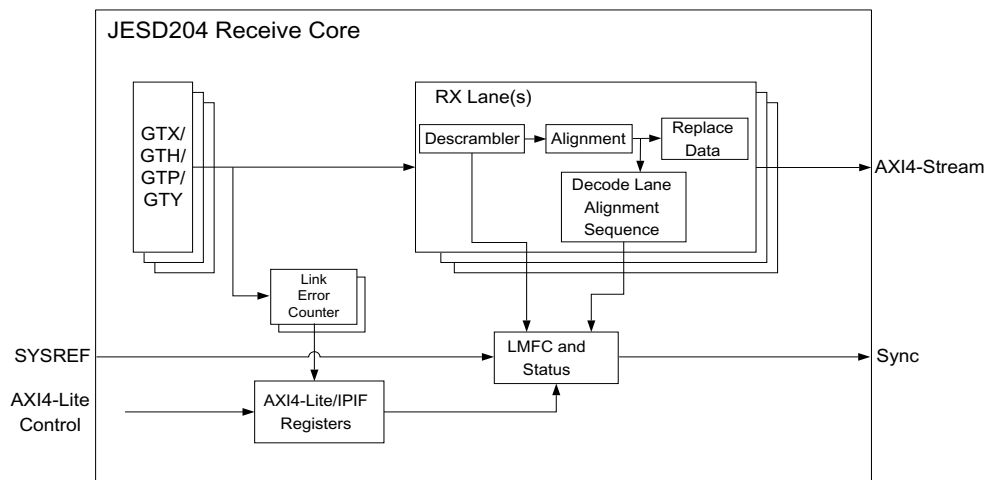 JESD204 Receive Core
GTX/
GTH/
GTP/
GTY
RX Lane(s)
Descrambler
Alignment
Replace
Data
Decode Lane
Alignment
Sequence
AXI4-Stream
Link
Error
Counter
SYSREF
LMFC and
Status
Sync
AXI4-Lite
Control
AXI4-Lite/IPIF
Registers